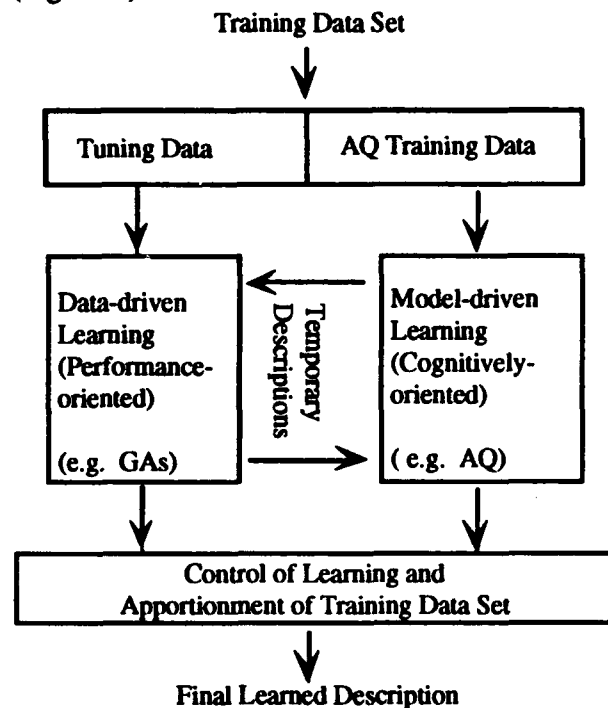 Training Data Set
Tuning Data
AQ Training Data
Data-driven
Learning
(Performance-
oriented)
(e.g. GAs)
Temporary
Descriptions
Model-driven
Learning
(Cognitively-
oriented)
( e.g. AQ)
Control of Learning and
Apportionment of Training Data Set
Final Learned Description